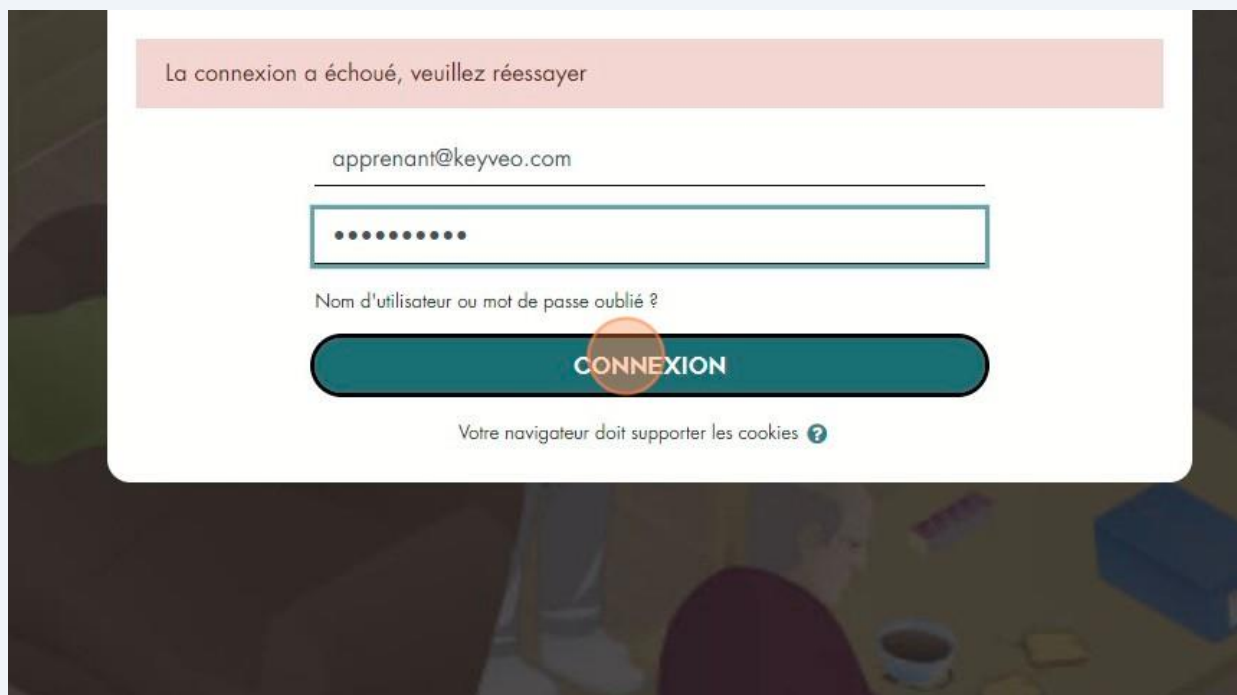 La connexion a échoué, veuillez réessayer
apprenant@keyveo.com
••••••••••
Nom d'utilisateur ou mot de passe oublié ?
CONNEXION
Votre navigateur doit supporter les cookies ?